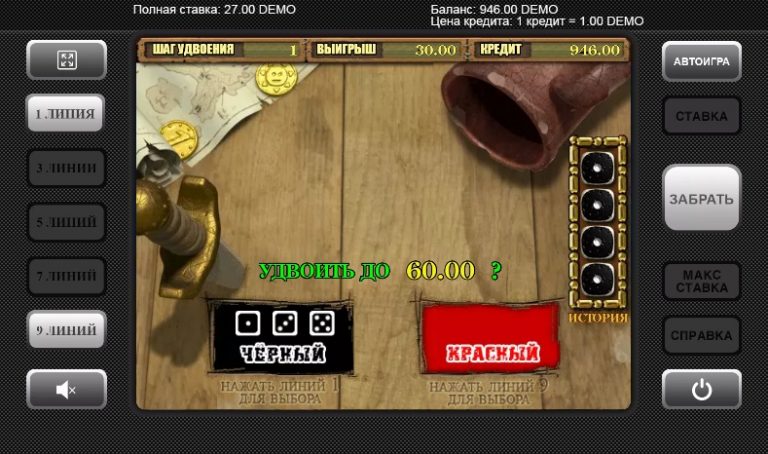 Полная ставка: 27.00 DEMO
Баланс: 946.00 DEMO
Цена кредита: 1 кредит = 1.00 DEMO
ШАГ УДВОЕНИЯ 1 ВЫИГРЫШ 30.00 КРЕДИТ 946.00
АВТОИГРА
1 ЛИНИЯ
СТАВКА
3 ЛИНИИ
5 ЛИНИЙ
ЗАБРАТЬ
7 ЛИНИЙ
УДВОИТЬ ДО 60.00 ?
МАКС
СТАВКА
ИСТОРИЯ
9 ЛИНИЙ
ЧЁРНЫЙ
КРАСНЫЙ
СПРАВКА
НАЖАТЬ ЛИНИЙ 1
ДЛЯ ВЫБОРА
НАЖАТЬ ЛИНИЙ 9
ДЛЯ ВЫБОРА